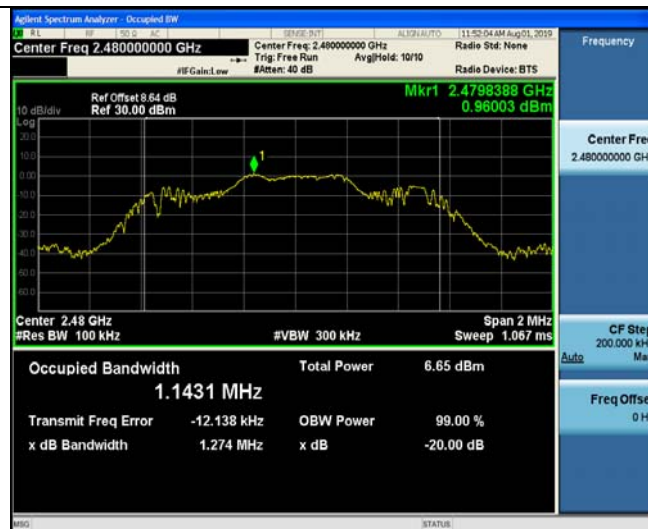 Agilent Spectrum Analyzer - Occupied BW
RL RF 50 Ω AC SENSE:INT ALIGN AUTO 11:52:04 AM Aug 01, 2019
Center Freq 2.480000000 GHz
Center Freq: 2.480000000 GHz
Radio Std: None
Trig: Free Run
Avg|Hold: 10/10
#IFGain:Low
#Atten: 40 dB
Radio Device: BTS
Frequency
Mkr1 2.4798388 GHz
0.96003 dBm
Ref Offset 8.64 dB
10 dB/div
Ref 30.00 dBm
Log
20.0
10.0
0.00
10.0
20.0
30.0
40.0
50.0
60.0
1
Center 2.48 GHz
Span 2 MHz
#Res BW 100 kHz
#VBW 300 kHz
Sweep 1.067 ms
Occupied Bandwidth
Total Power
6.65 dBm
1.1431 MHz
Transmit Freq Error
-12.138 kHz
OBW Power
99.00 %
x dB Bandwidth
1.274 MHz
x dB
-20.00 dB
Center Fre
2.480000000 GH
CF Ste
200.000 kH
Auto Ma
Freq Offse
0 H
MSG
STATUS